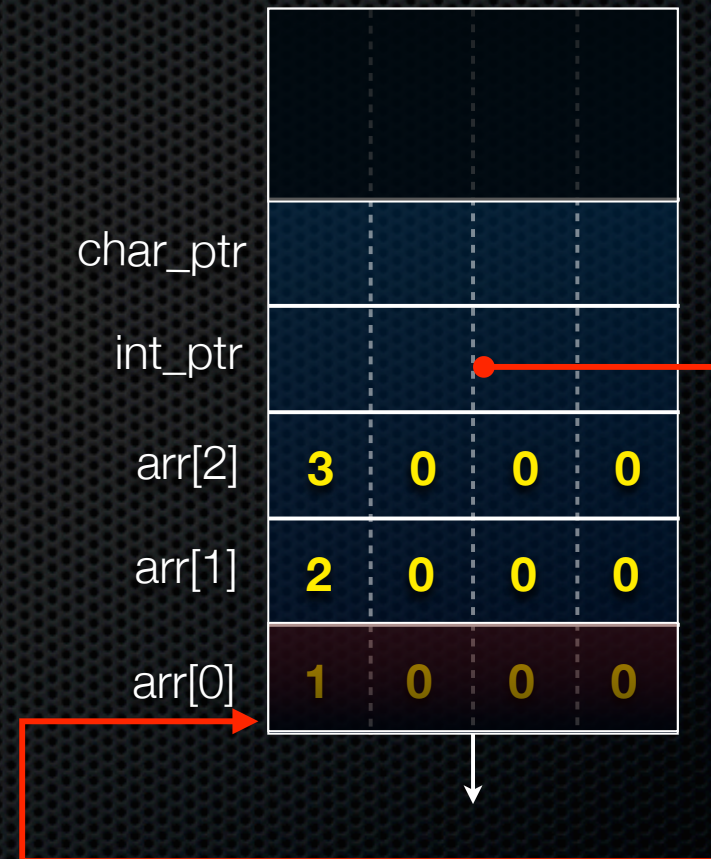 char_ptr
int_ptr
arr[2] 3 0 0 0
arr[1] 2 0 0 0
arr[0] 1 0 0 0